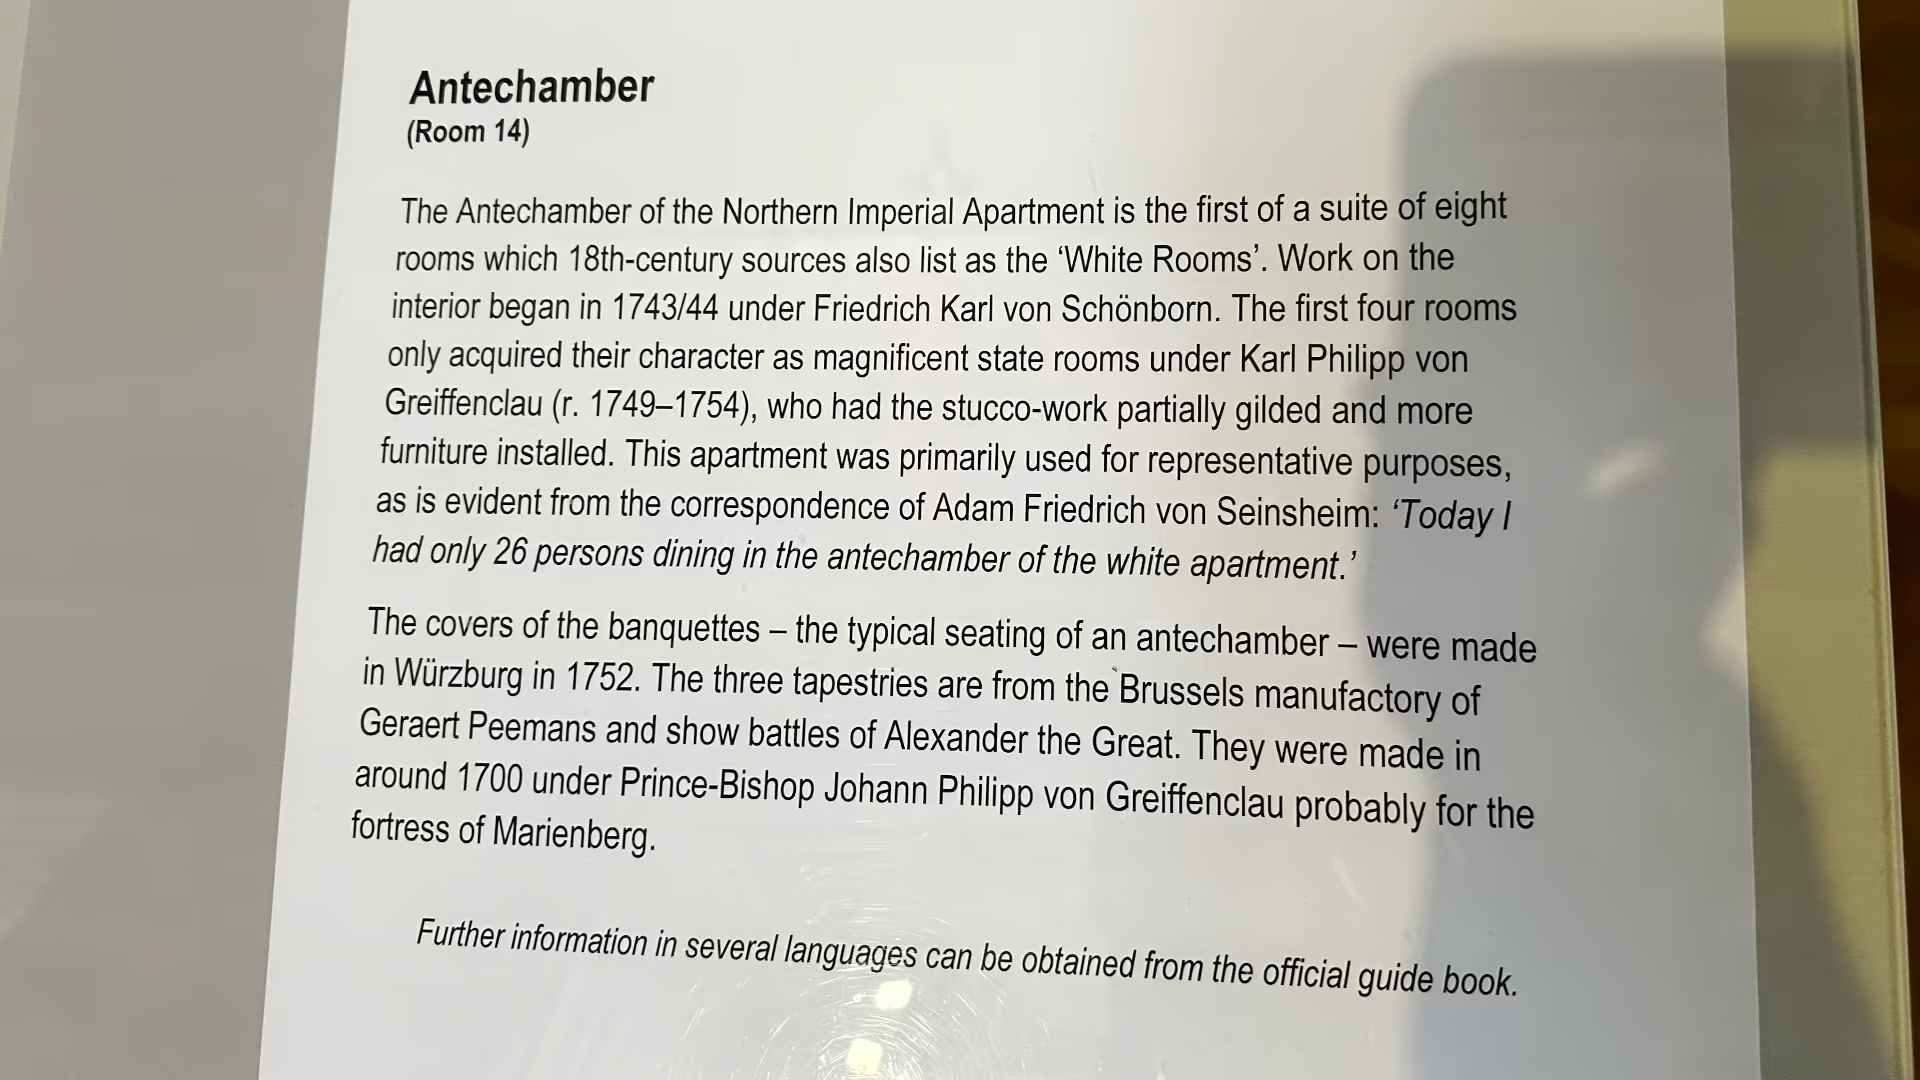 Antechamber
(Room 14)
The Antechamber of the Northern Imperial Apartment is the first of a suite of eight
rooms which 18th-century sources also list as the ‘White Rooms’. Work on the
interior began in 1743/44 under Friedrich Karl von Schönborn. The first four rooms
only acquired their character as magnificent state rooms under Karl Philipp von
Greiffenclau (r. 1749–1754), who had the stucco-work partially gilded and more
furniture installed. This apartment was primarily used for representative purposes,
as is evident from the correspondence of Adam Friedrich von Seinsheim: ‘Today I
had only 26 persons dining in the antechamber of the white apartment.’
The covers of the banquettes – the typical seating of an antechamber – were made
in Würzburg in 1752. The three tapestries are from the Brussels manufactory of
Geraert Peemans and show battles of Alexander the Great. They were made in
around 1700 under Prince-Bishop Johann Philipp von Greiffenclau probably for the
fortress of Marienberg.
Further information in several languages can be obtained from the official guide book.